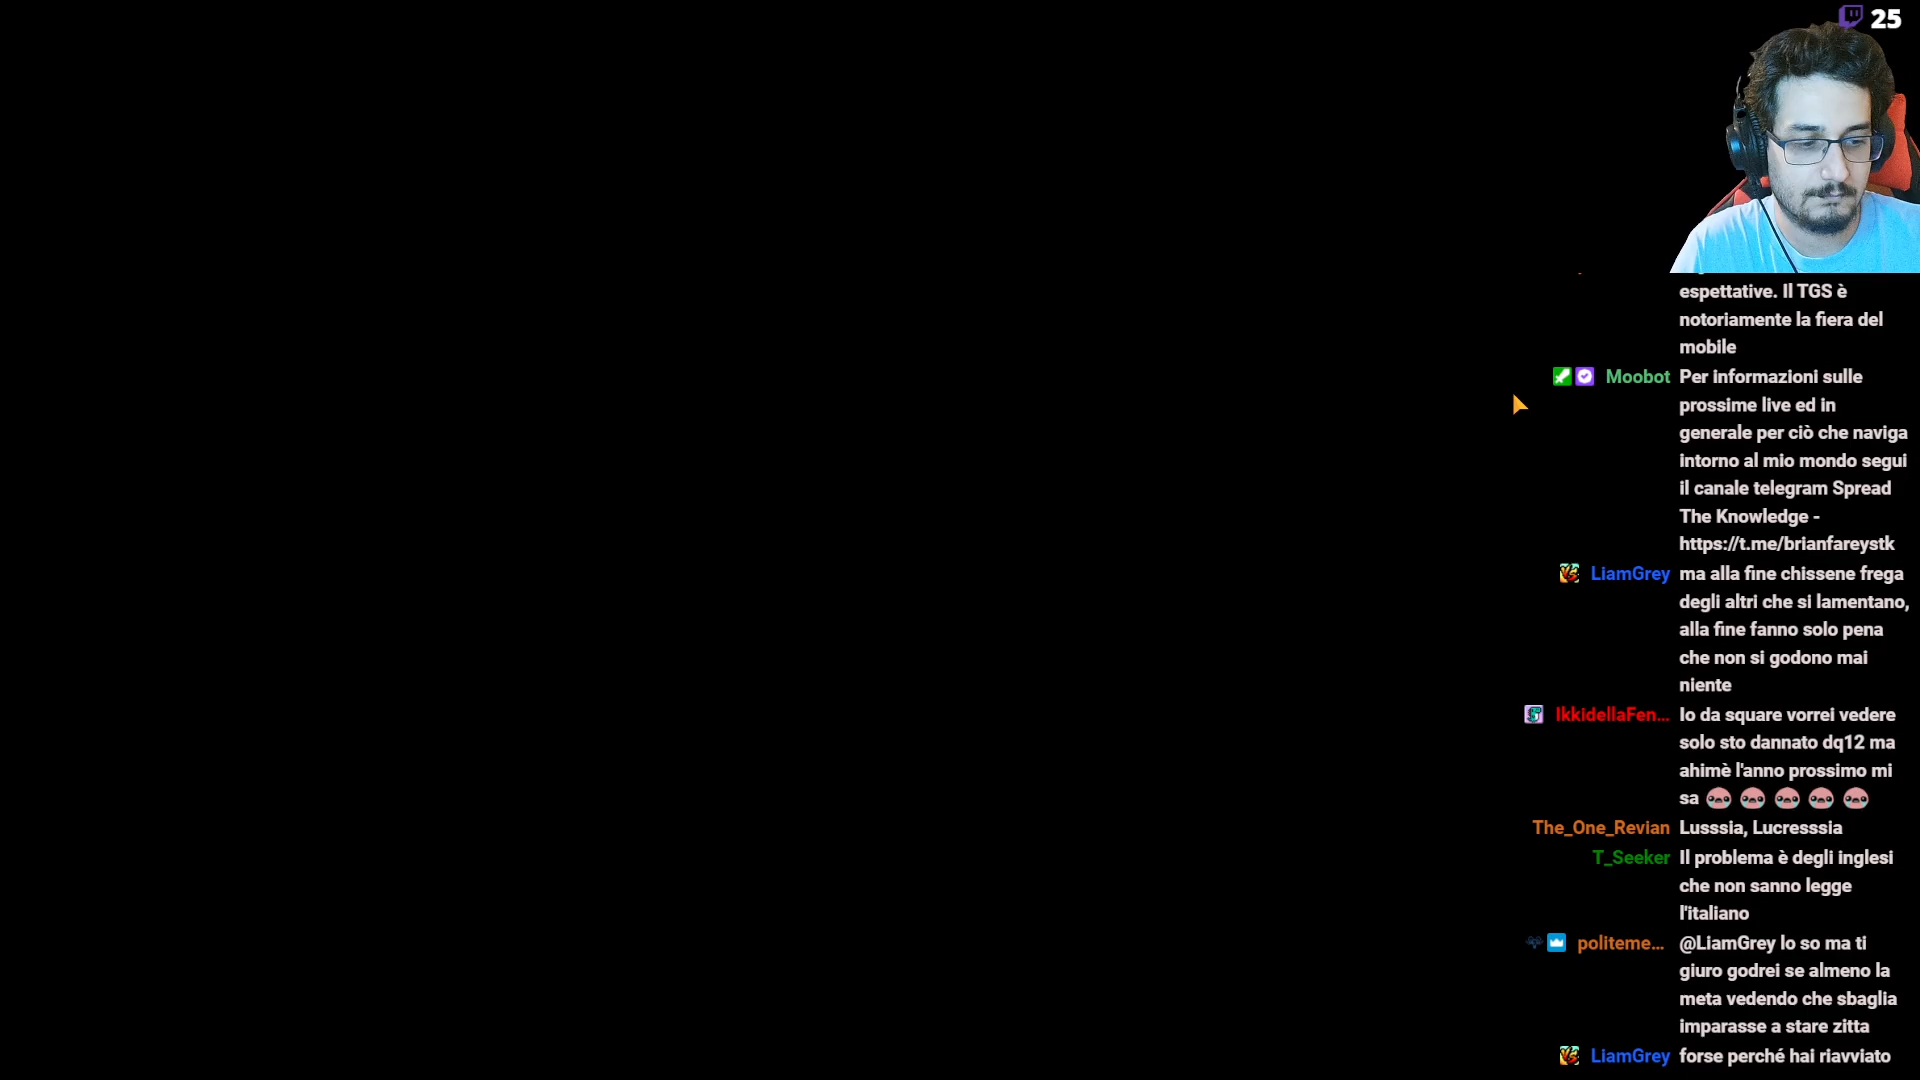 25
espettative. Il TGS è
notoriamente la fiera del
mobile
Moobot Per informazioni sulle
prossime live ed in
generale per ciò che naviga
intorno al mio mondo segui
il canale telegram Spread
The Knowledge -
https://t.me/brianfareystk
LiamGrey ma alla fine chissene frega
degli altri che si lamentano,
alla fine fanno solo pena
che non si godono mai
niente
IkkidellaFen... Io da square vorrei vedere
solo sto dannato dq12 ma
ahimè l'anno prossimo mi
sa
The_One_Revian Lusssia, Lucresssia
T_Seeker Il problema è degli inglesi
che non sanno legge
l'italiano
politeme... @LiamGrey lo so ma ti
giuro godrei se almeno la
meta vedendo che sbaglia
imparasse a stare zitta
LiamGrey forse perché hai riavviato